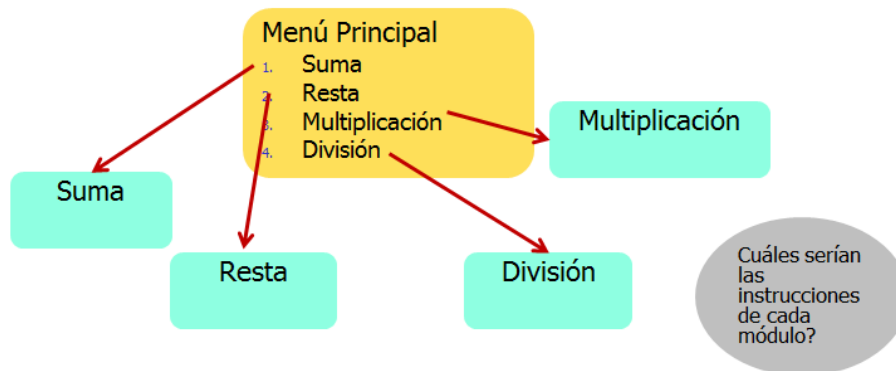 Menú Principal
1. Suma
2. Resta
3. Multiplicación
4. División
Multiplicación
Suma
Resta
División
Cuáles serían
las
instrucciones
de cada
módulo?